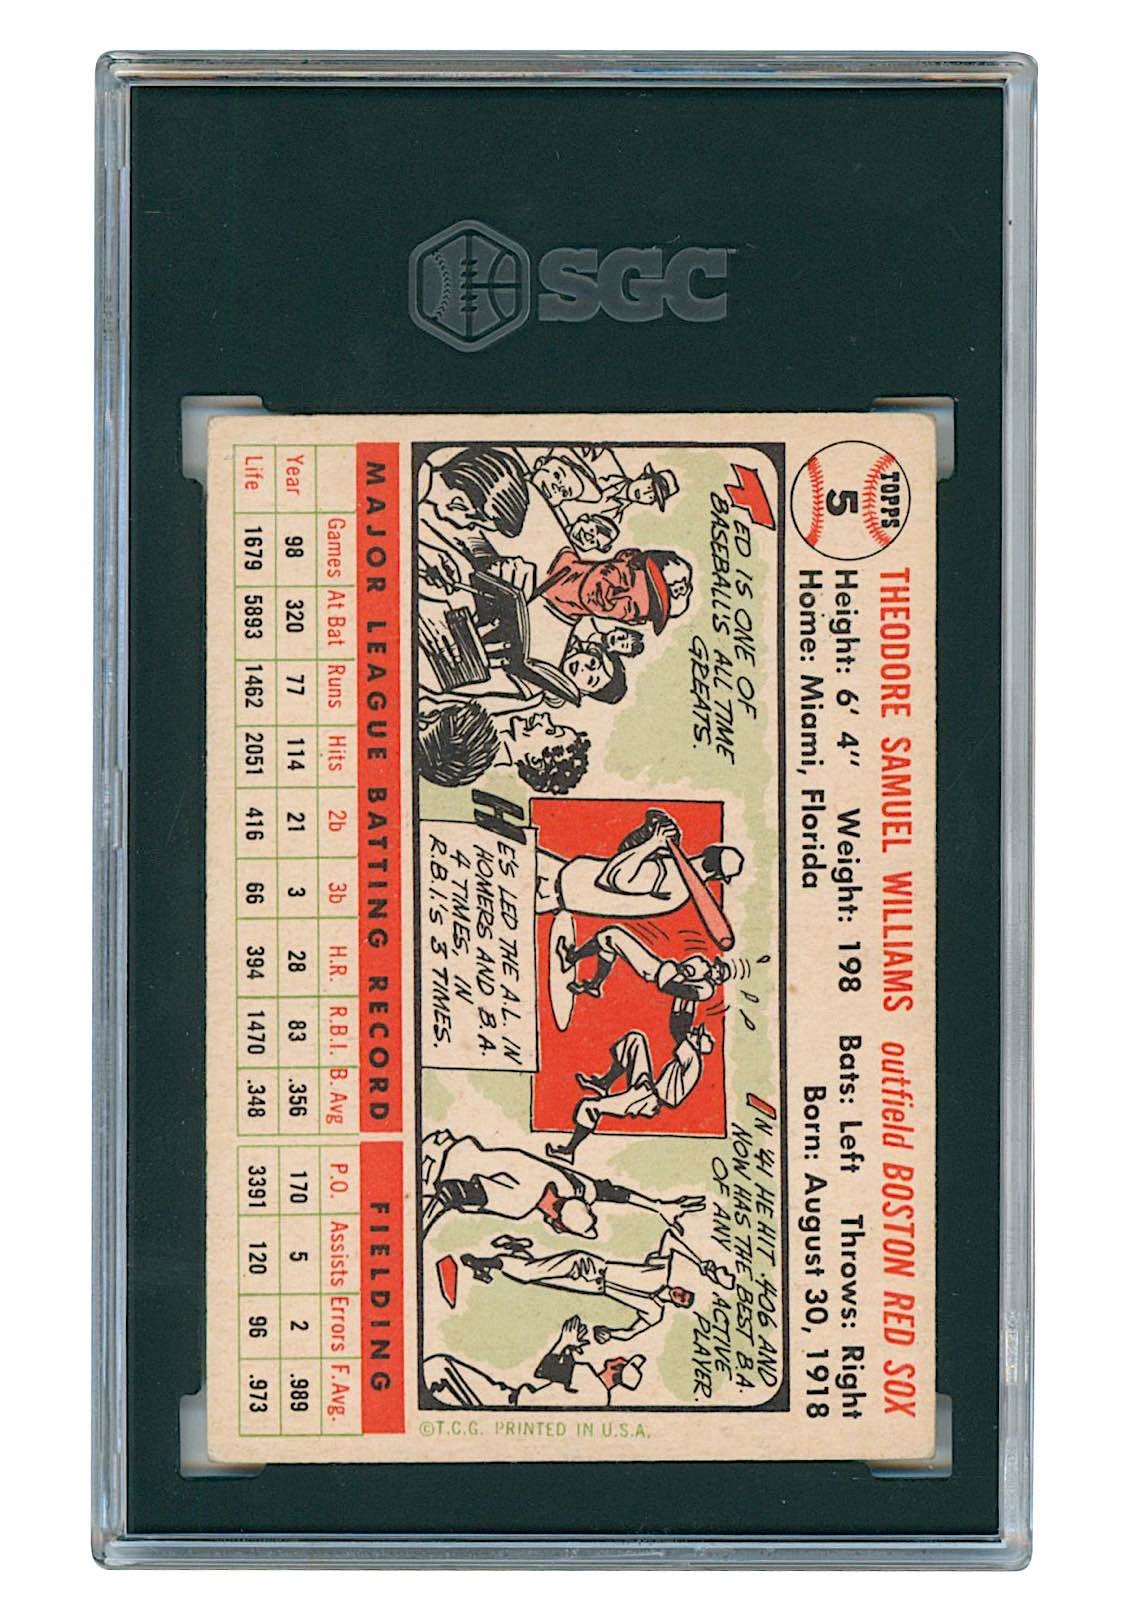 SGC
TOPPS
5
THEODORE SAMUEL WILLIAMS outfield BOSTON RED SOX
Height: 6' 4" Weight: 198 Bats: Left Throws: Right
Home: Miami, Florida Born: August 30, 1918
TED IS ONE OF
BASEBALL'S ALL TIME
GREATS.
HE'S LED THE A.L. IN
HOMERS AND B.A.
4 TIMES, IN
R.B.I.'S 3 TIMES.
IN '41 HE HIT .406 AND
NOW HAS THE BEST B.A.
OF ANY ACTIVE
PLAYER.
©T.C.G. PRINTED IN U.S.A.
MAJOR LEAGUE BATTING RECORD FIELDING
Games At Bat Runs Hits 2b 3b H.R. R.B.I. B. Avg P.O. Assists Errors F. Avg.
Year 98 320 77 114 21 3 28 83 .356 170 5 2 .989
Life 1679 5893 1462 2051 416 66 394 1470 .348 3391 120 96 .973